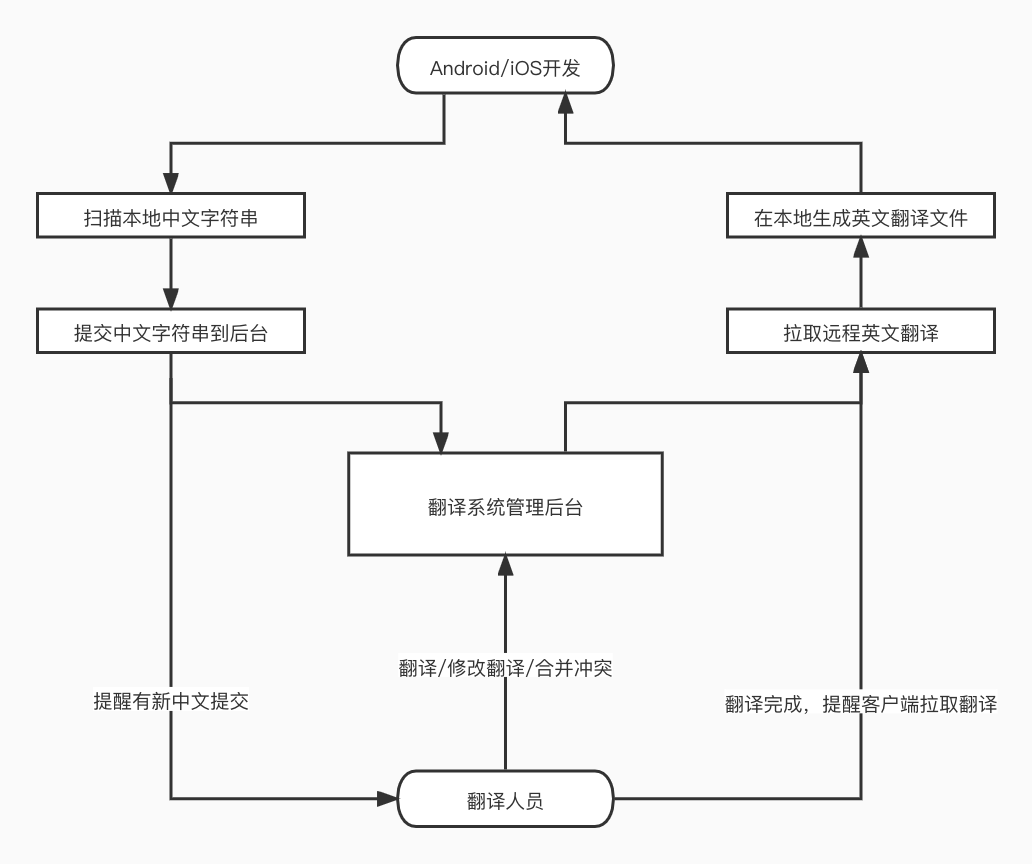 Android/iOS开发
扫描本地中文字符串
在本地生成英文翻译文件
提交中文字符串到后台
拉取远程英文翻译
翻译系统管理后台
翻译/修改翻译/合并冲突
提醒有新中文提交
翻译完成，提醒客户端拉取翻译
翻译人员